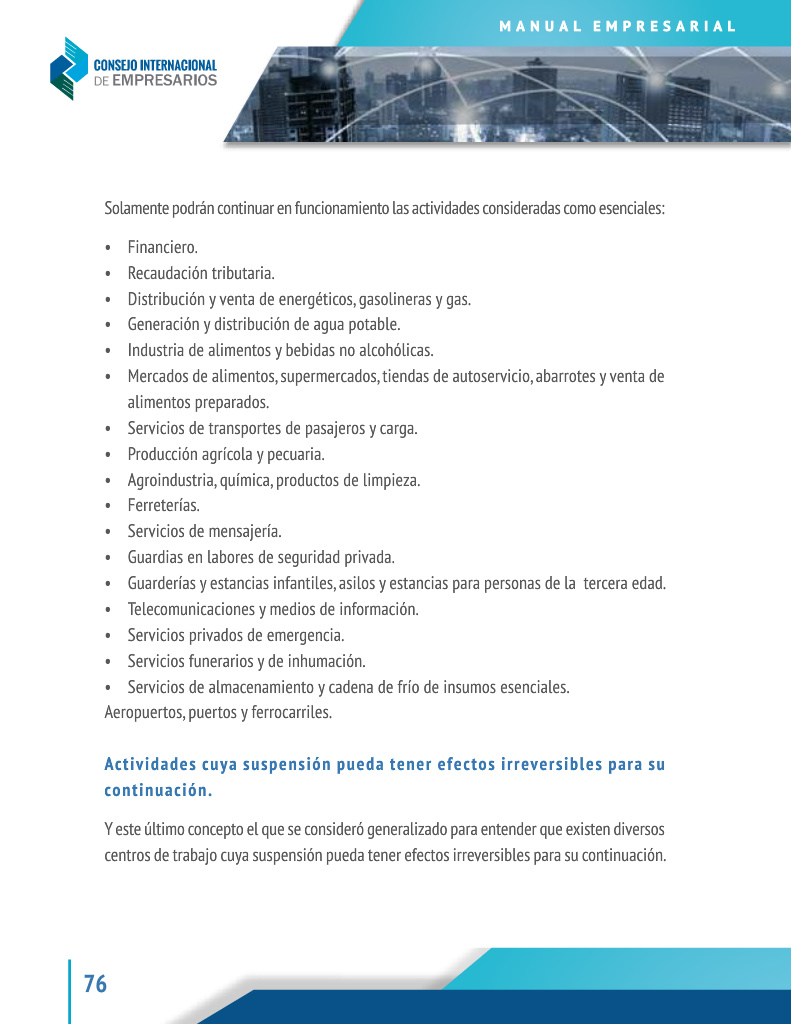 MANUAL EMPRESARIAL
CONSEJO INTERNACIONAL
DE EMPRESARIOS
Solamente podrán continuar en funcionamiento las actividades consideradas como esenciales:
• Financiero.
• Recaudación tributaria.
• Distribución y venta de energéticos, gasolineras y gas.
• Generación y distribución de agua potable.
• Industria de alimentos y bebidas no alcohólicas.
• Mercados de alimentos, supermercados, tiendas de autoservicio, abarrotes y venta de
alimentos preparados.
• Servicios de transportes de pasajeros y carga.
• Producción agrícola y pecuaria.
• Agroindustria, química, productos de limpieza.
• Ferreterías.
• Servicios de mensajería.
• Guardias en labores de seguridad privada.
• Guarderías y estancias infantiles, asilos y estancias para personas de la tercera edad.
• Telecomunicaciones y medios de información.
• Servicios privados de emergencia.
• Servicios funerarios y de inhumación.
• Servicios de almacenamiento y cadena de frío de insumos esenciales.
Aeropuertos, puertos y ferrocarriles.
Actividades cuya suspensión pueda tener efectos irreversibles para su
continuación.
Y este último concepto el que se consideró generalizado para entender que existen diversos
centros de trabajo cuya suspensión pueda tener efectos irreversibles para su continuación.
76